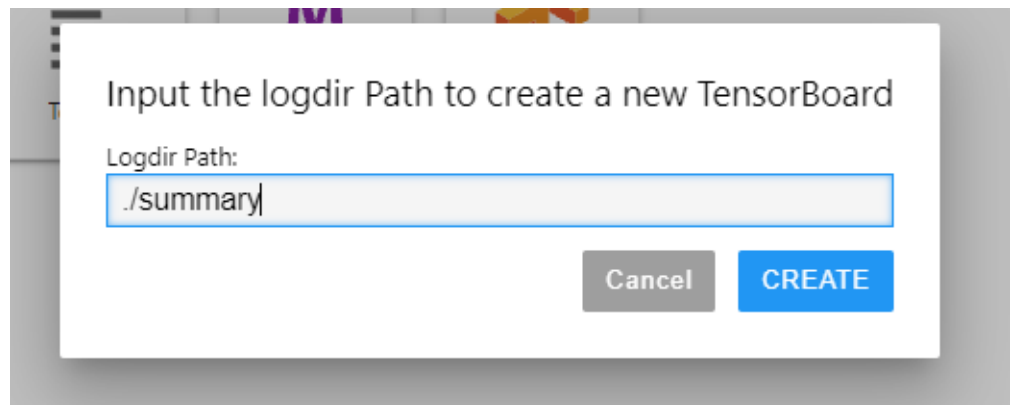 Input the logdir Path to create a new TensorBoard
Logdir Path:
./summary
Cancel CREATE